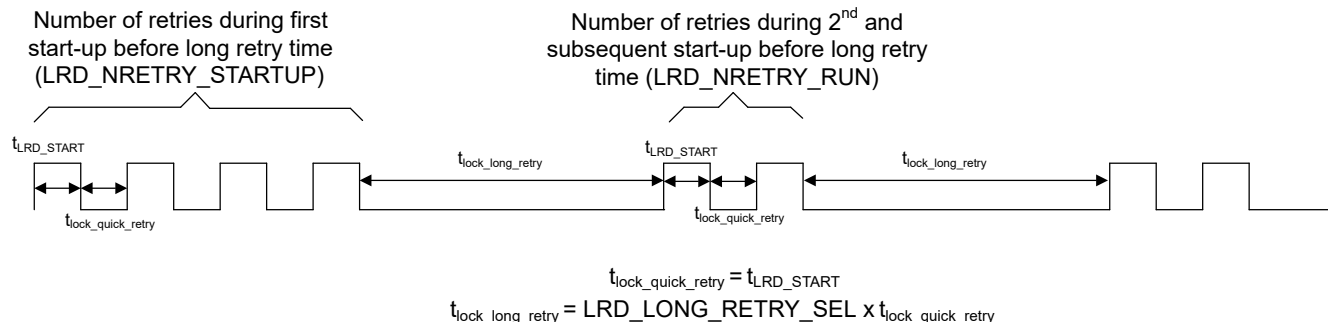 Number of retries during first
start-up before long retry time
(LRD_NRETRY_STARTUP)
Number of retries during 2nd and
subsequent start-up before long retry
time (LRD_NRETRY_RUN)
tLRD_START
tlock_quick_retry
tlock_long_retry
tLRD_START
tlock_quick_retry
tlock_long_retry
tlock_quick_retry = tLRD_START
tlock_long_retry = LRD_LONG_RETRY_SEL x tlock_quick_retry